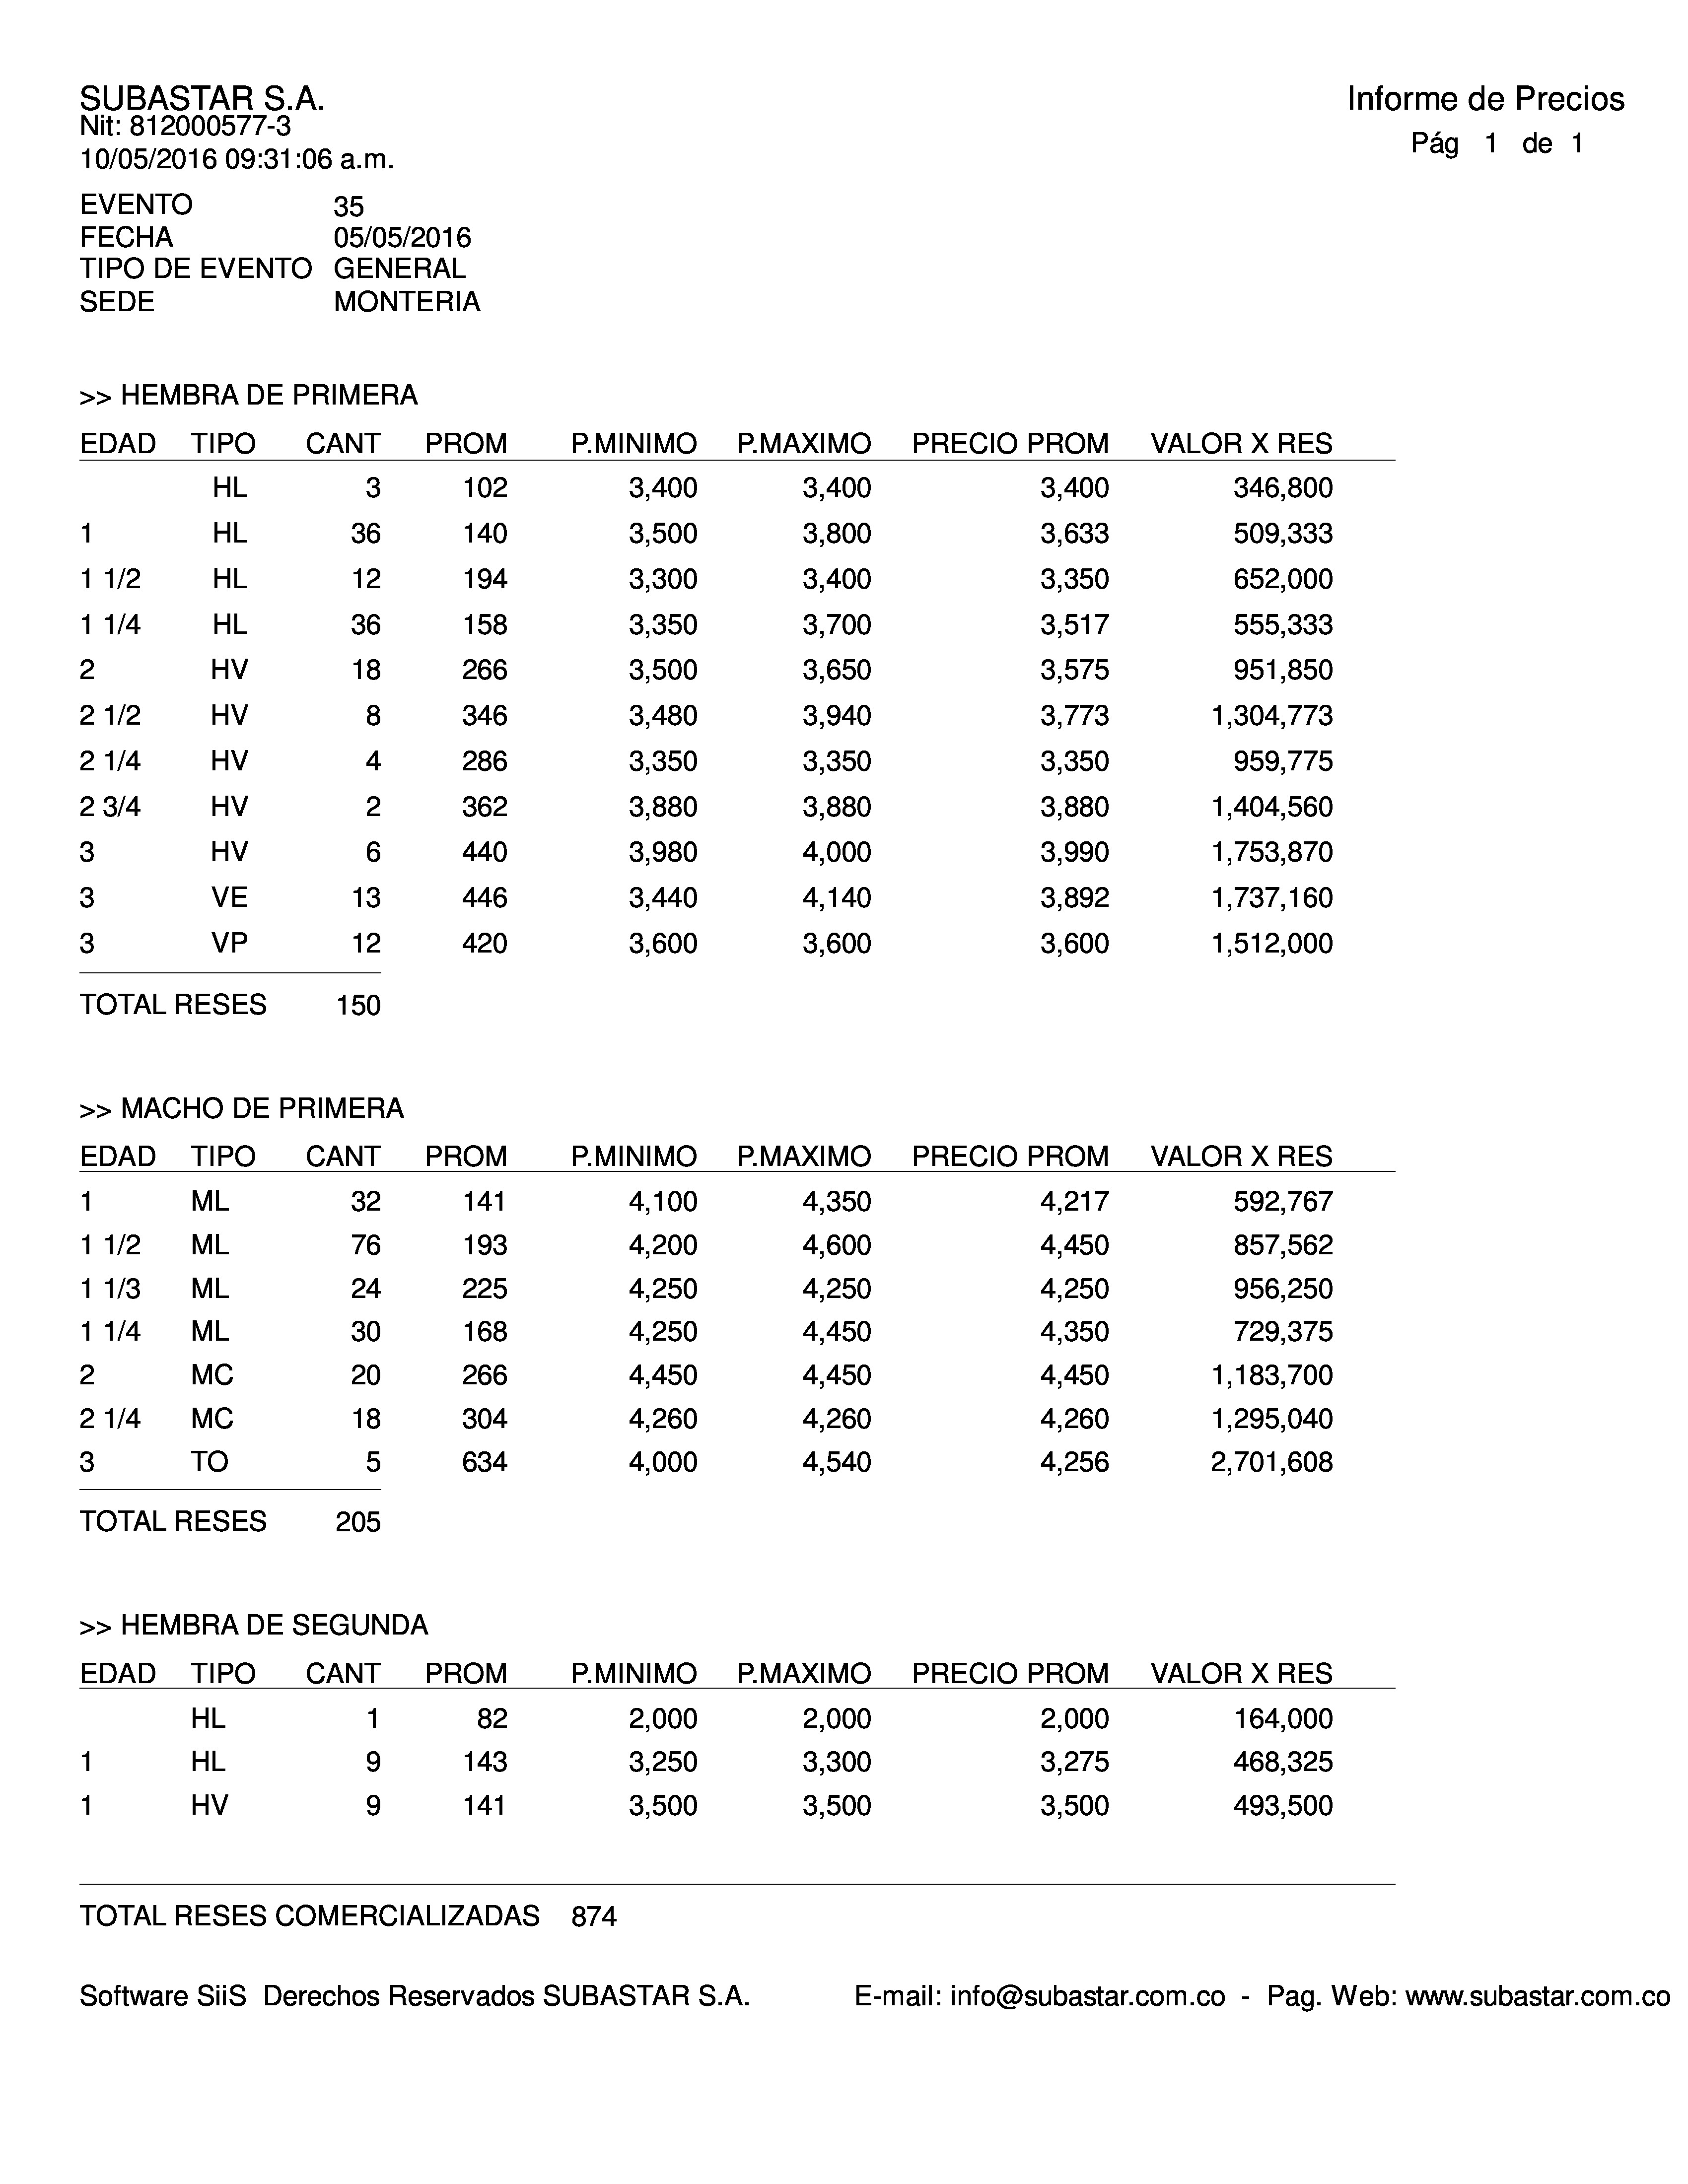 SUBASTAR S.A.
Informe de Precios
Nit: 812000577-3
Pág 1 de 1
10/05/2016 09:31:06 a.m.
EVENTO 35
FECHA 05/05/2016
TIPO DE EVENTO GENERAL
SEDE MONTERIA
>> HEMBRA DE PRIMERA
EDAD TIPO CANT PROM P.MINIMO P.MAXIMO PRECIO PROM VALOR X RES
HL 3 102 3,400 3,400 3,400 346,800
1 HL 36 140 3,500 3,800 3,633 509,333
1 1/2 HL 12 194 3,300 3,400 3,350 652,000
1 1/4 HL 36 158 3,350 3,700 3,517 555,333
2 HV 18 266 3,500 3,650 3,575 951,850
2 1/2 HV 8 346 3,480 3,940 3,773 1,304,773
2 1/4 HV 4 286 3,350 3,350 3,350 959,775
2 3/4 HV 2 362 3,880 3,880 3,880 1,404,560
3 HV 6 440 3,980 4,000 3,990 1,753,870
3 VE 13 446 3,440 4,140 3,892 1,737,160
3 VP 12 420 3,600 3,600 3,600 1,512,000
TOTAL RESES 150
>> MACHO DE PRIMERA
EDAD TIPO CANT PROM P.MINIMO P.MAXIMO PRECIO PROM VALOR X RES
1 ML 32 141 4,100 4,350 4,217 592,767
1 1/2 ML 76 193 4,200 4,600 4,450 857,562
1 1/3 ML 24 225 4,250 4,250 4,250 956,250
1 1/4 ML 30 168 4,250 4,450 4,350 729,375
2 MC 20 266 4,450 4,450 4,450 1,183,700
2 1/4 MC 18 304 4,260 4,260 4,260 1,295,040
3 TO 5 634 4,000 4,540 4,256 2,701,608
TOTAL RESES 205
>> HEMBRA DE SEGUNDA
EDAD TIPO CANT PROM P.MINIMO P.MAXIMO PRECIO PROM VALOR X RES
HL 1 82 2,000 2,000 2,000 164,000
1 HL 9 143 3,250 3,300 3,275 468,325
1 HV 9 141 3,500 3,500 3,500 493,500
TOTAL RESES COMERCIALIZADAS 874
Software SiiS Derechos Reservados SUBASTAR S.A. E-mail: info@subastar.com.co - Pag. Web: www.subastar.com.co